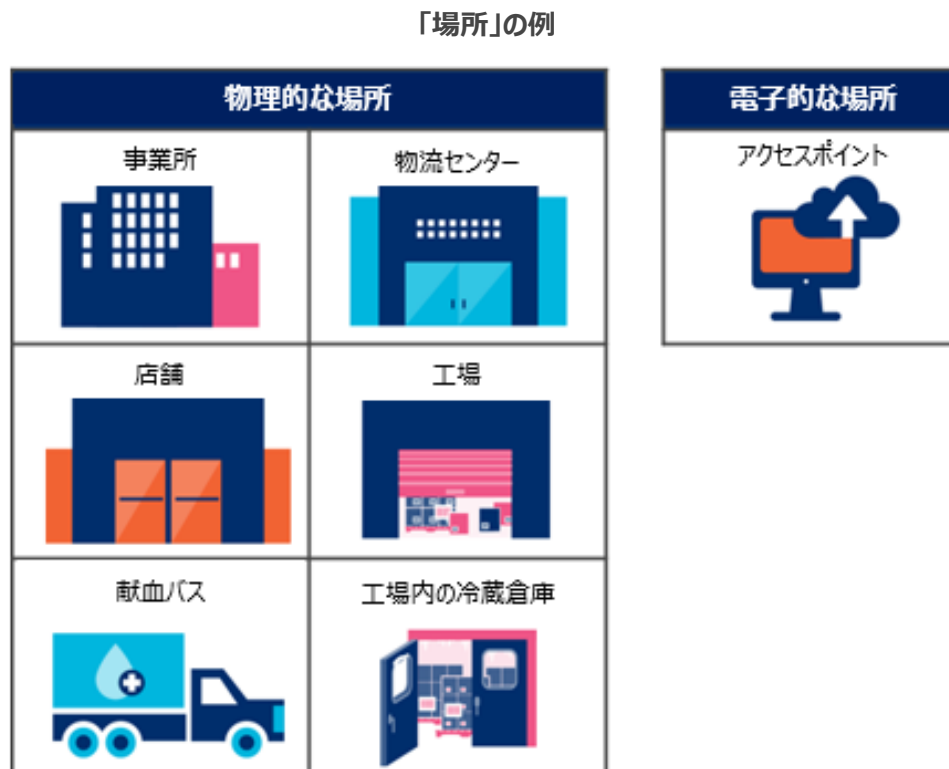 「場所」の例
物理的な場所
事業所
物流センター
店舗
工場
献血バス
工場内の冷蔵倉庫
電子的な場所
アクセスポイント